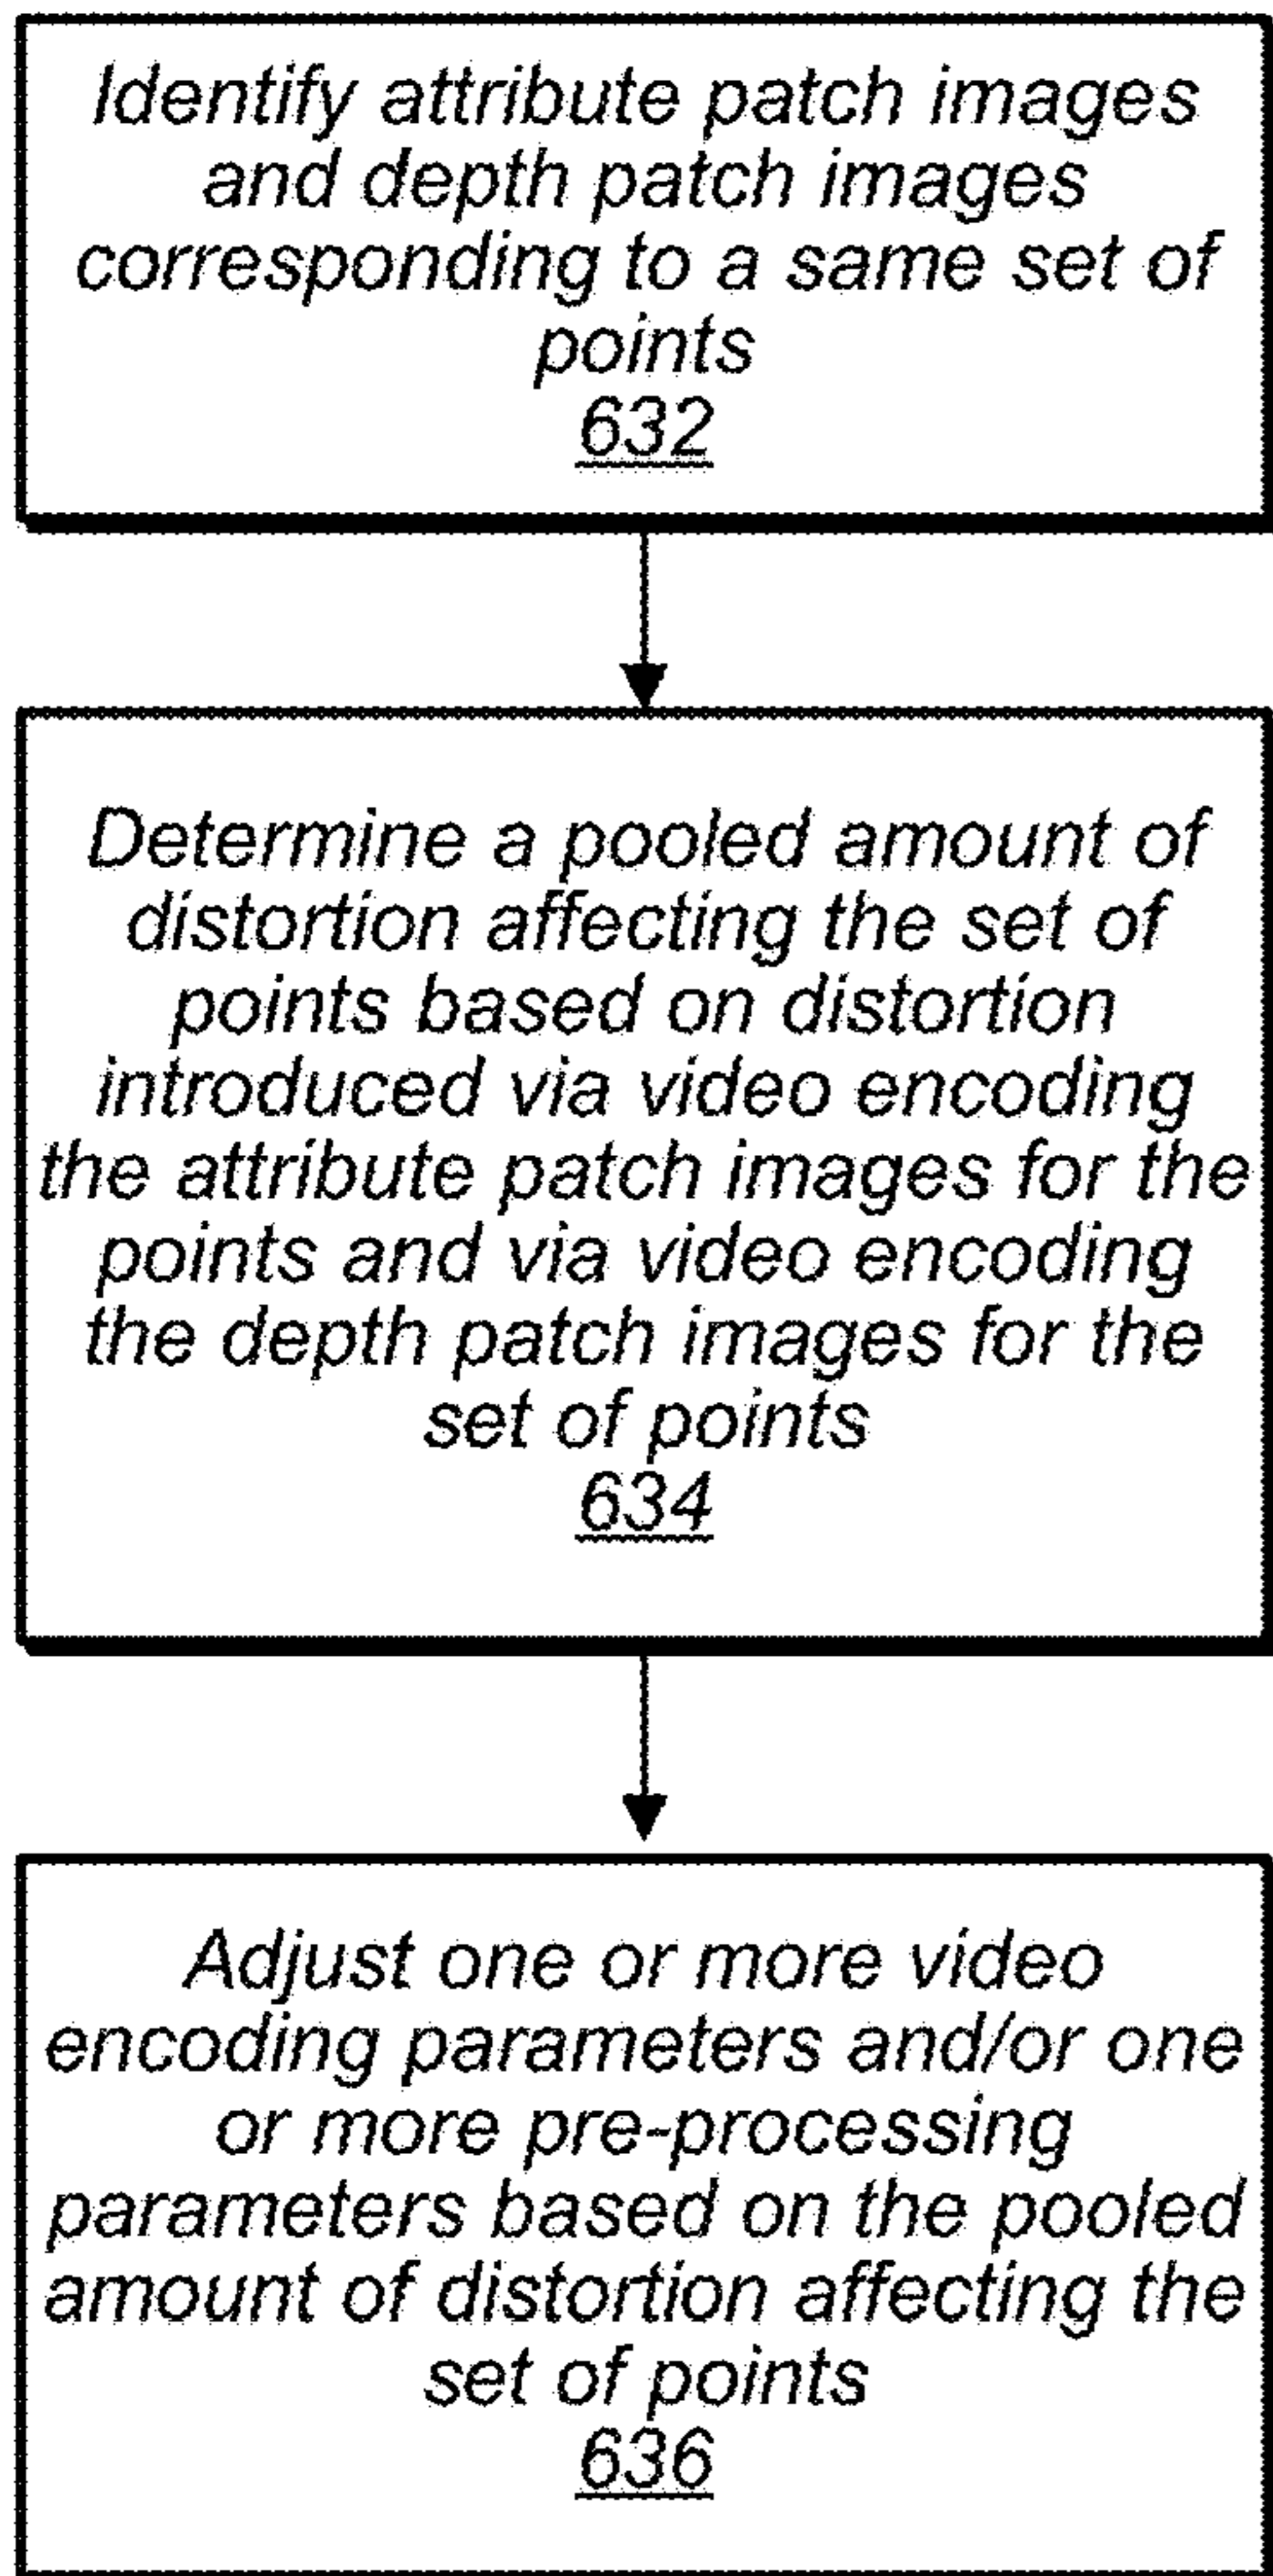 Identify attribute patch images
and depth patch images
corresponding to a same set of
points
632
Determine a pooled amount of
distortion affecting the set of
points based on distortion
introduced via video encoding
the attribute patch images for the
points and via video encoding
the depth patch images for the
set of points
634
Adjust one or more video
encoding parameters and/or one
or more pre-processing
parameters based on the pooled
amount of distortion affecting the
set of points
636